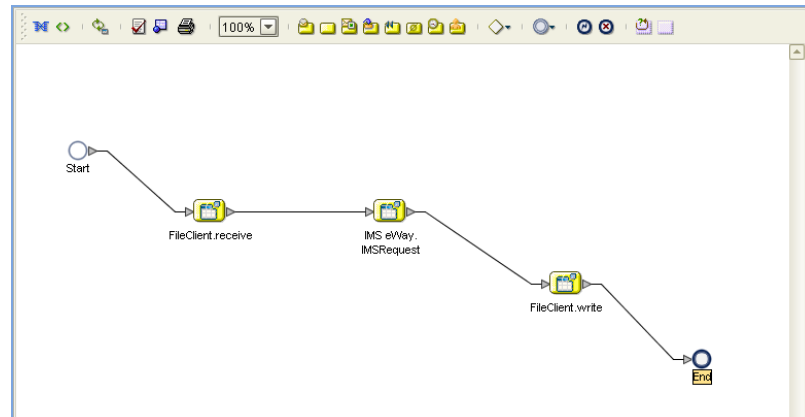 100%
Start
FileClient.receive
IMS eWay.
IMSRequest
FileClient.write
End